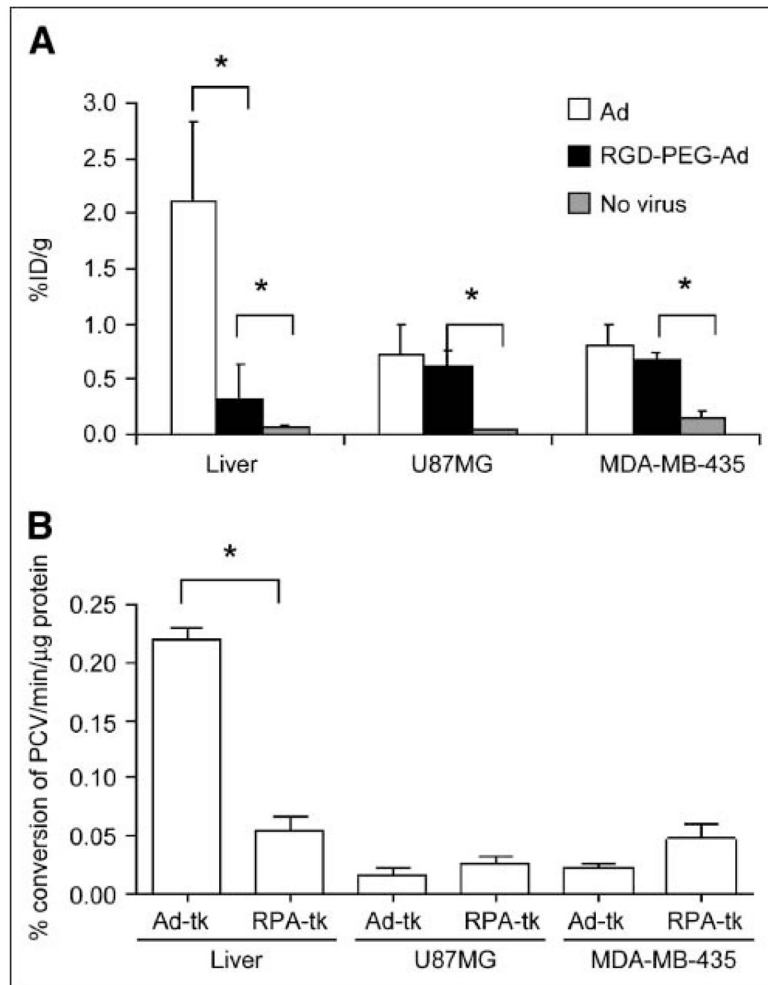 A
*
3.0
2.5
2.0
1.5
1.0
0.5
0.0
%ID/g
Ad
RGD-PEG-Ad
No virus
*
*
*
Liver U87MG MDA-MB-435
B
*
% conversion of PCV/min/µg protein
0.25
0.20
0.15
0.10
0.05
0.00
Ad-tk RPA-tk Ad-tk RPA-tk Ad-tk RPA-tk
Liver U87MG MDA-MB-435